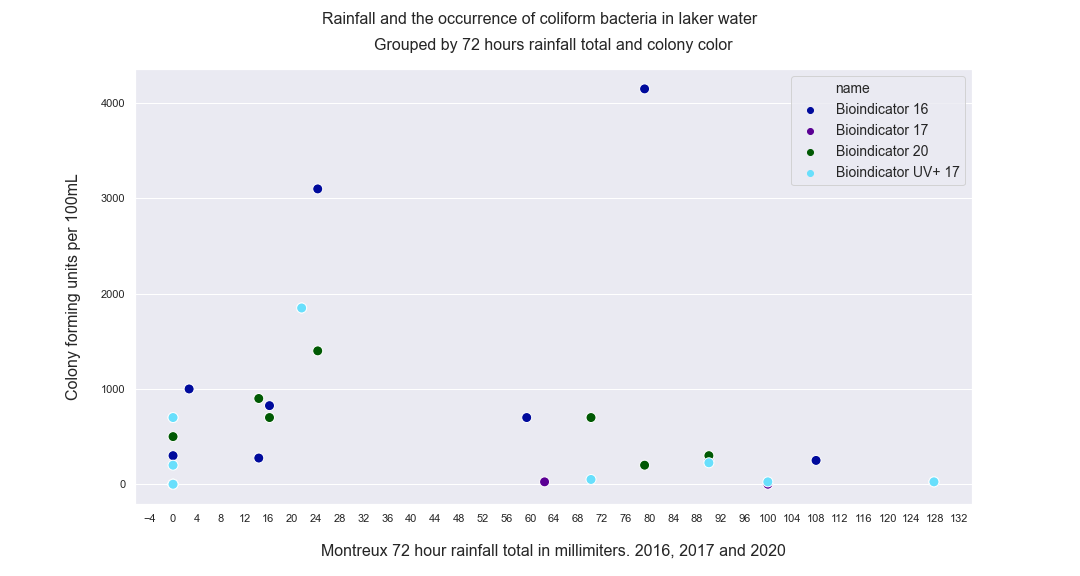 Rainfall and the occurrence of coliform bacteria in laker water
Grouped by 72 hours rainfall total and colony color
name
Bioindicator 16
Bioindicator 17
Bioindicator 20
Bioindicator UV+ 17
Colony forming units per 100mL
4000
3000
2000
1000
0
−4 0 4 8 12 16 20 24 28 32 36 40 44 48 52 56 60 64 68 72 76 80 84 88 92 96 100 104 108 112 116 120 124 128 132
Montreux 72 hour rainfall total in millimiters. 2016, 2017 and 2020